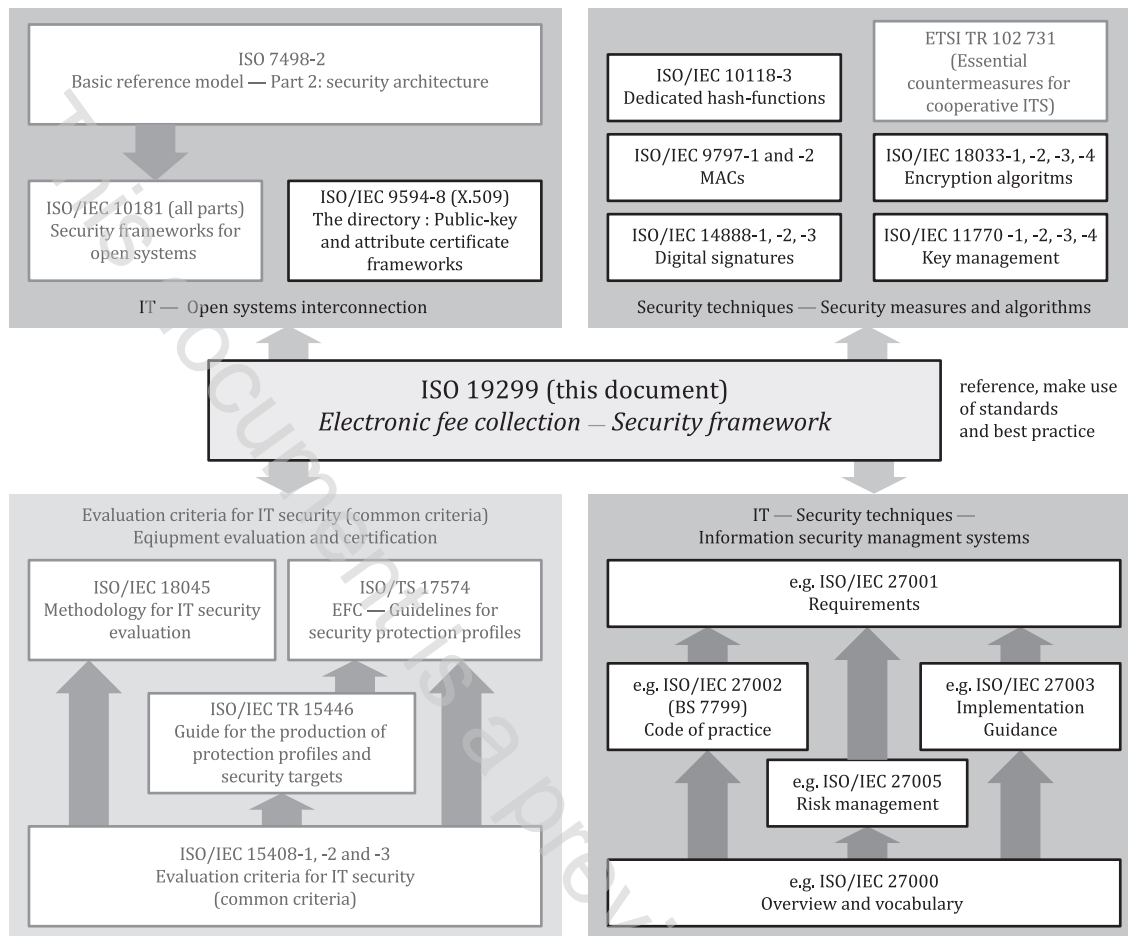 ISO 7498-2
Basic reference model — Part 2: security architecture
ISO/IEC 10181 (all parts)
Security frameworks for
open systems
ISO/IEC 9594-8 (X.509)
The directory : Public-key
and attribute certificate
frameworks
IT — Open systems interconnection
ISO/IEC 10118-3
Dedicated hash-functions
ETSI TR 102 731
(Essential
countermeasures for
cooperative ITS)
ISO/IEC 9797-1 and -2
MACs
ISO/IEC 18033-1, -2, -3, -4
Encryption algoritms
ISO/IEC 14888-1, -2, -3
Digital signatures
ISO/IEC 11770 -1, -2, -3, -4
Key management
Security techniques — Security measures and algorithms
ISO 19299 (this document)
Electronic fee collection — Security framework
reference, make use
of standards
and best practice
Evaluation criteria for IT security (common criteria)
Eqiupment evaluation and certification
ISO/IEC 18045
Methodology for IT security
evaluation
ISO/TS 17574
EFC — Guidelines for
security protection profiles
ISO/IEC TR 15446
Guide for the production of
protection profiles and
security targets
ISO/IEC 15408-1, -2 and -3
Evaluation criteria for IT security
(common criteria)
IT — Security techniques —
Information security managment systems
e.g. ISO/IEC 27001
Requirements
e.g. ISO/IEC 27002
(BS 7799)
Code of practice
e.g. ISO/IEC 27003
Implementation
Guidance
e.g. ISO/IEC 27005
Risk management
e.g. ISO/IEC 27000
Overview and vocabulary
This document is a previ